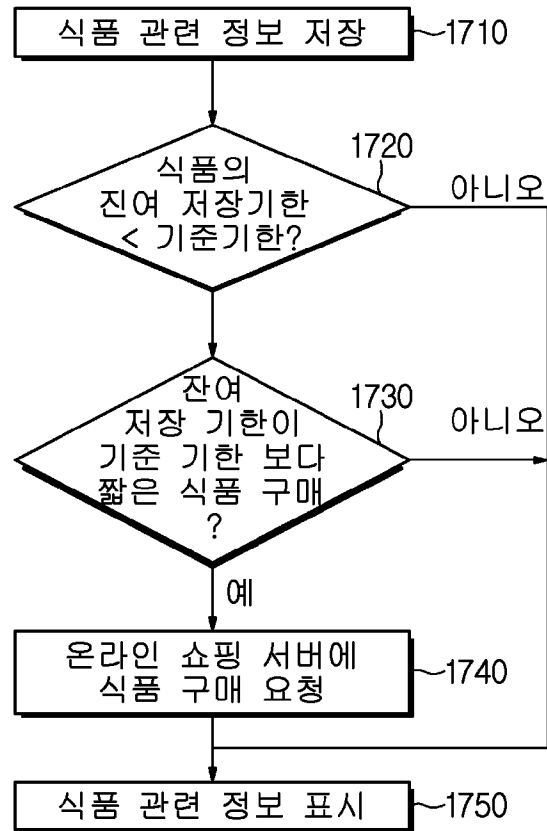 식품 관련 정보 저장
1710
1720
식품의
진여 저장기한
< 기준기한?
아니오
1730
잔여
저장 기한이
기준 기한 보다
짧은 식품 구매
?
아니오
예
온라인 쇼핑 서버에
식품 구매 요청
1740
식품 관련 정보 표시
1750